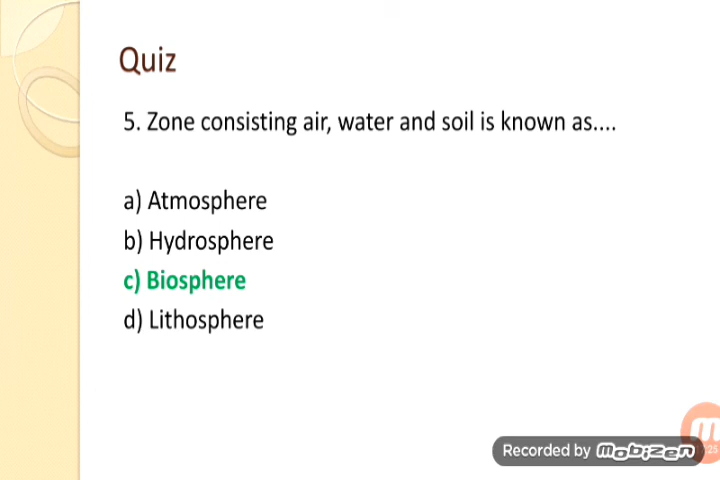 Quiz
5. Zone consisting air, water and soil is known as....
a) Atmosphere
b) Hydrosphere
c) Biosphere
d) Lithosphere
Recorded by Mobizen